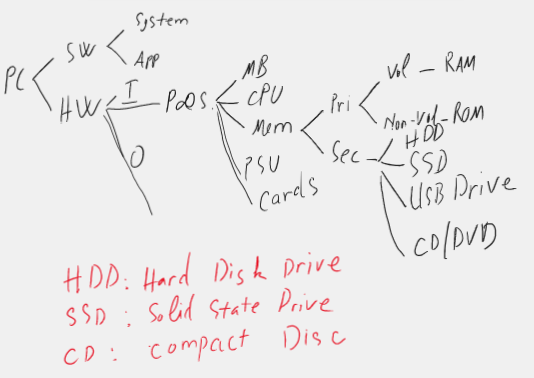 System
SW
App
PC
HW
I
O
P&S.
MB
CPU
Mem
PSU
Cards
Pri
Vol - RAM
Non-Vol-ROM
Sec
HDD
SSD
USB Drive
CD/DVD
HDD: Hard Disk Drive
SSD: Solid State Drive
CD: Compact Disc